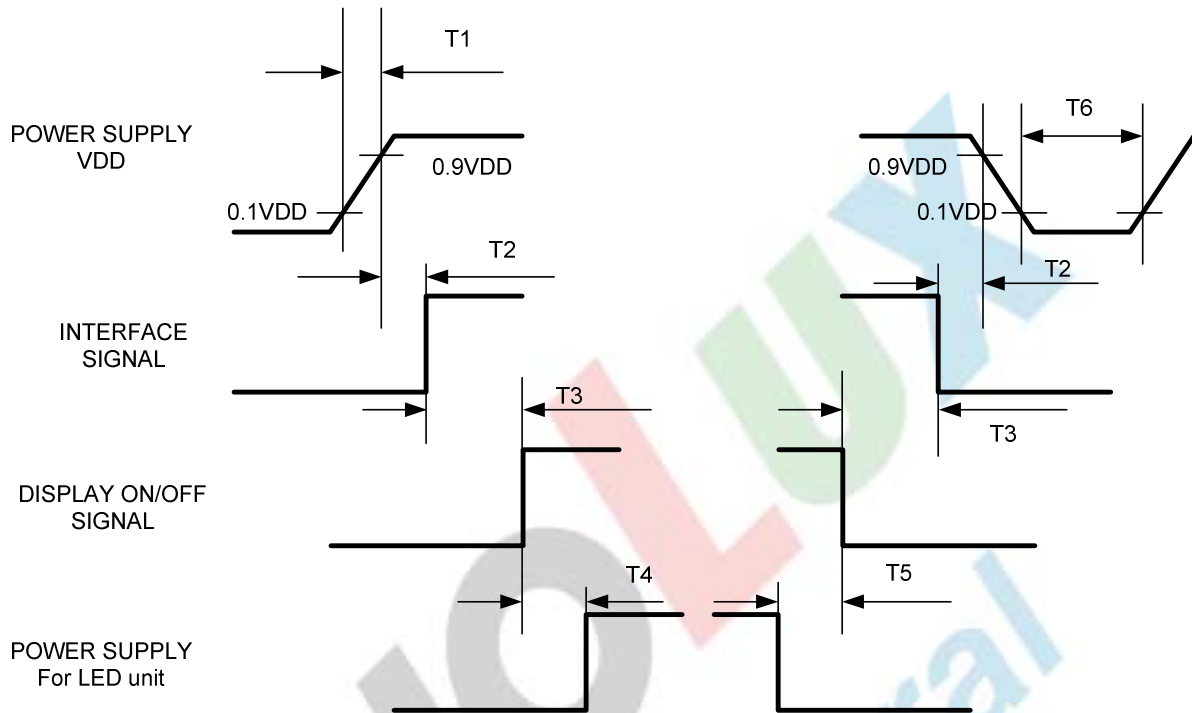 T1
POWER SUPPLY
VDD
0.9VDD
0.1VDD
T6
0.9VDD
0.1VDD
T2
T2
INTERFACE
SIGNAL
T3
T3
DISPLAY ON/OFF
SIGNAL
T4
T5
POWER SUPPLY
For LED unit